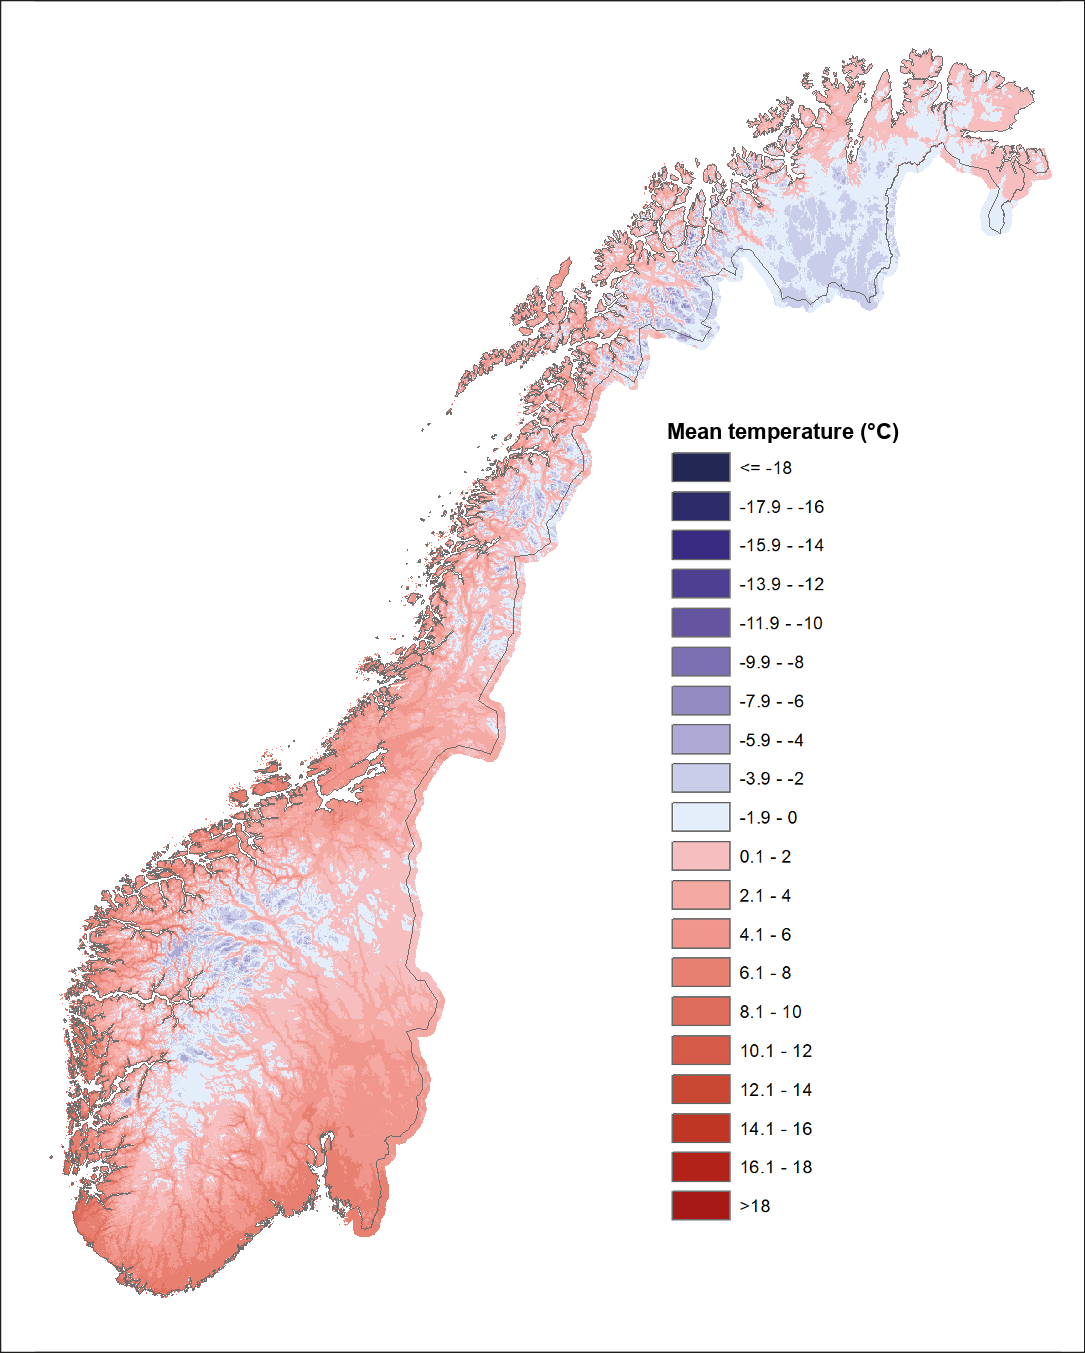 Mean temperature (°C)
<= -18
-17.9 - -16
-15.9 - -14
-13.9 - -12
-11.9 - -10
-9.9 - -8
-7.9 - -6
-5.9 - -4
-3.9 - -2
-1.9 - 0
0.1 - 2
2.1 - 4
4.1 - 6
6.1 - 8
8.1 - 10
10.1 - 12
12.1 - 14
14.1 - 16
16.1 - 18
>18